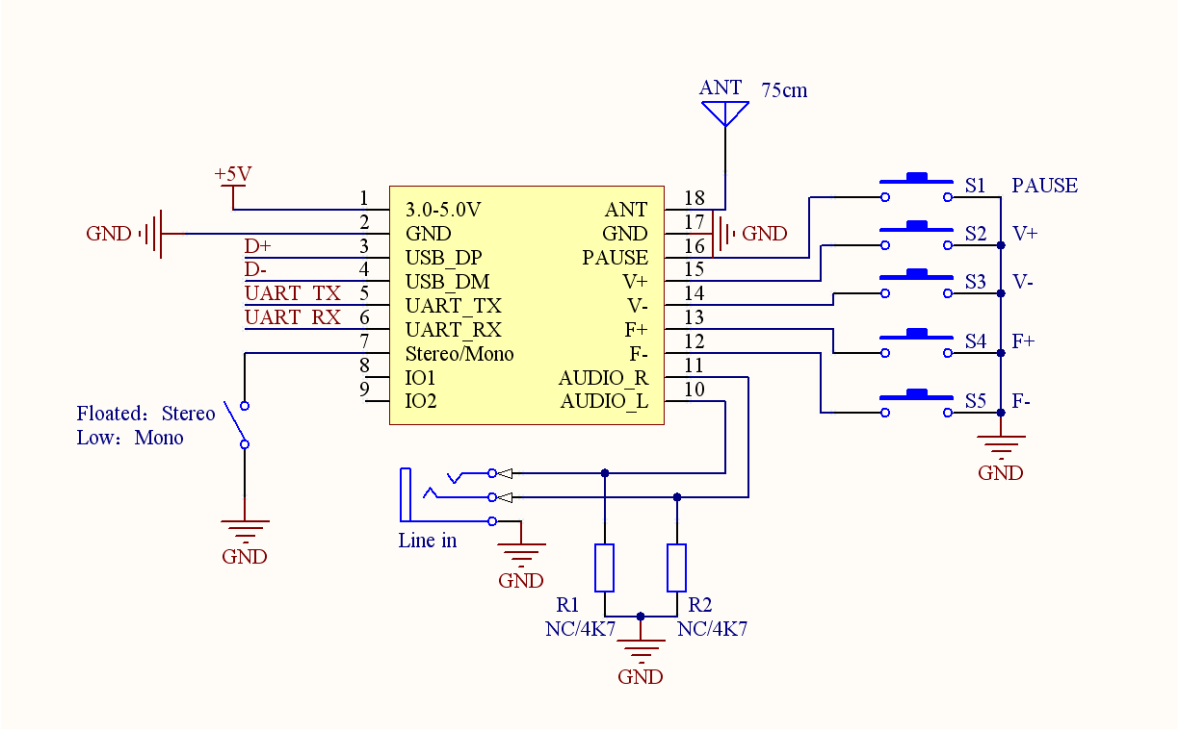 ANT 75cm
+5V
GND
D+
D-
UART_TX
UART_RX
1
2
3
4
5
6
7
8
9
3.0-5.0V
GND
USB_DP
USB_DM
UART_TX
UART_RX
Stereo/Mono
IO1
IO2
ANT
GND
PAUSE
V+
V-
F+
F-
AUDIO_R
AUDIO_L
18
17
16
15
14
13
12
11
10
GND
S1 PAUSE
S2 V+
S3 V-
S4 F+
S5 F-
GND
Floated：Stereo
Low：Mono
GND
Line in
GND
R1
NC/4K7
R2
NC/4K7
GND